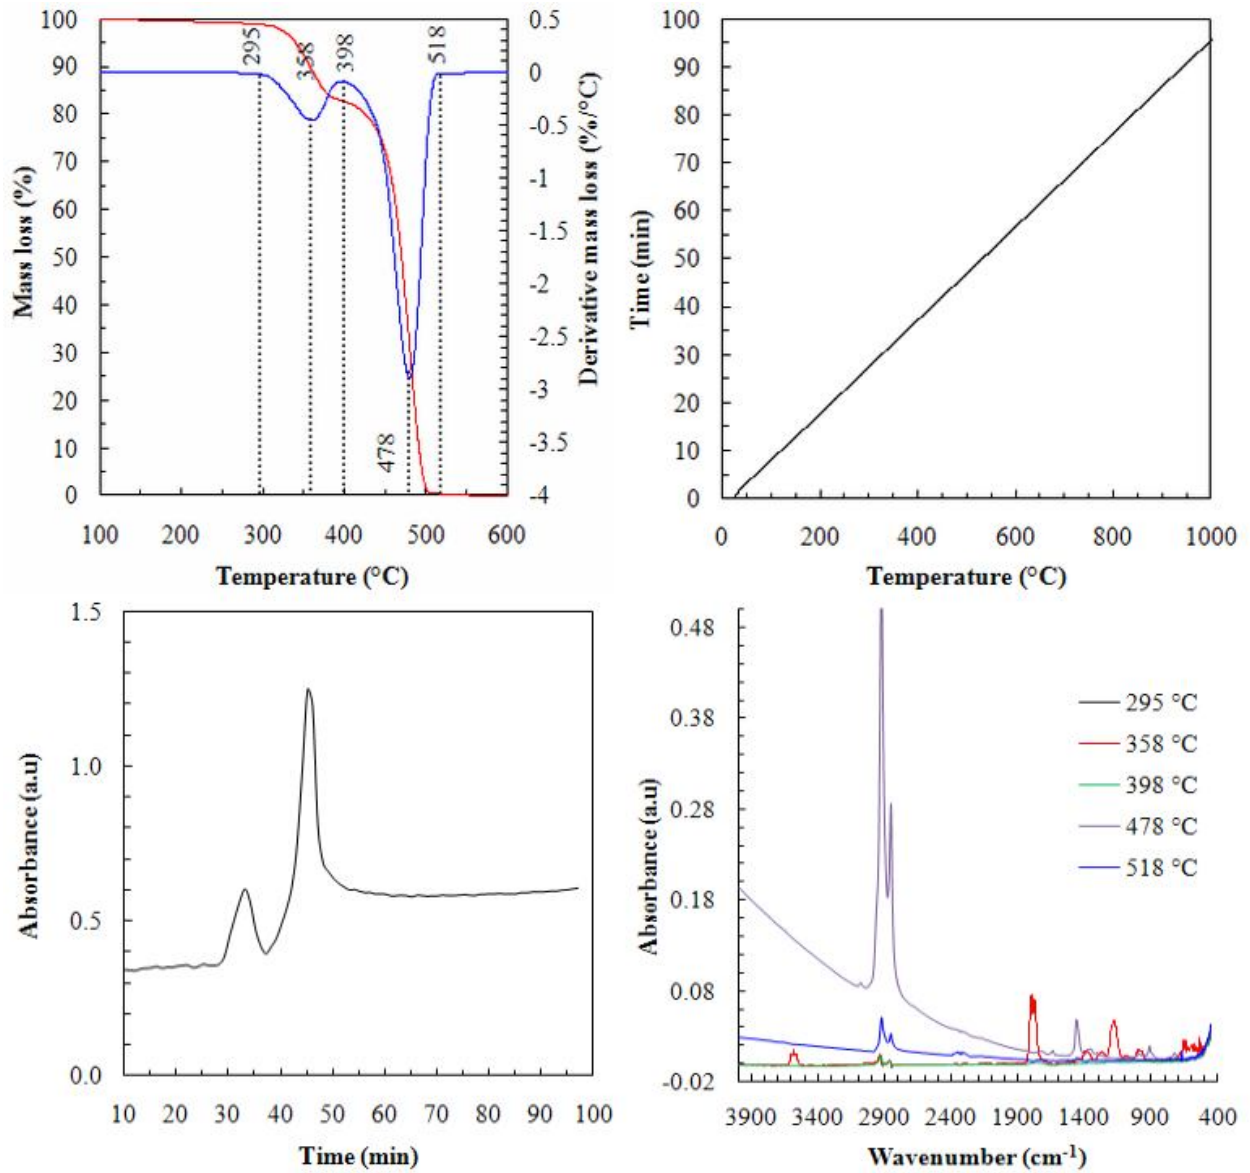 100
90
80
70
60
50
40
30
20
10
0
Mass loss (%)
295
358
398
518
478
0.5
0
-0.5
-1
-1.5
-2
-2.5
-3
-3.5
-4
Derivative mass loss (%/°C)
100 200 300 400 500 600
Temperature (°C)
100
90
80
70
60
50
40
30
20
10
0
Time (min)
0 200 400 600 800 1000
Temperature (°C)
1.5
1.0
0.5
0.0
Absorbance (a.u)
10 20 30 40 50 60 70 80 90 100
Time (min)
0.48
0.38
0.28
0.18
0.08
-0.02
Absorbance (a.u)
295 °C
358 °C
398 °C
478 °C
518 °C
3900 3400 2900 2400 1900 1400 900 400
Wavenumber (cm⁻¹)